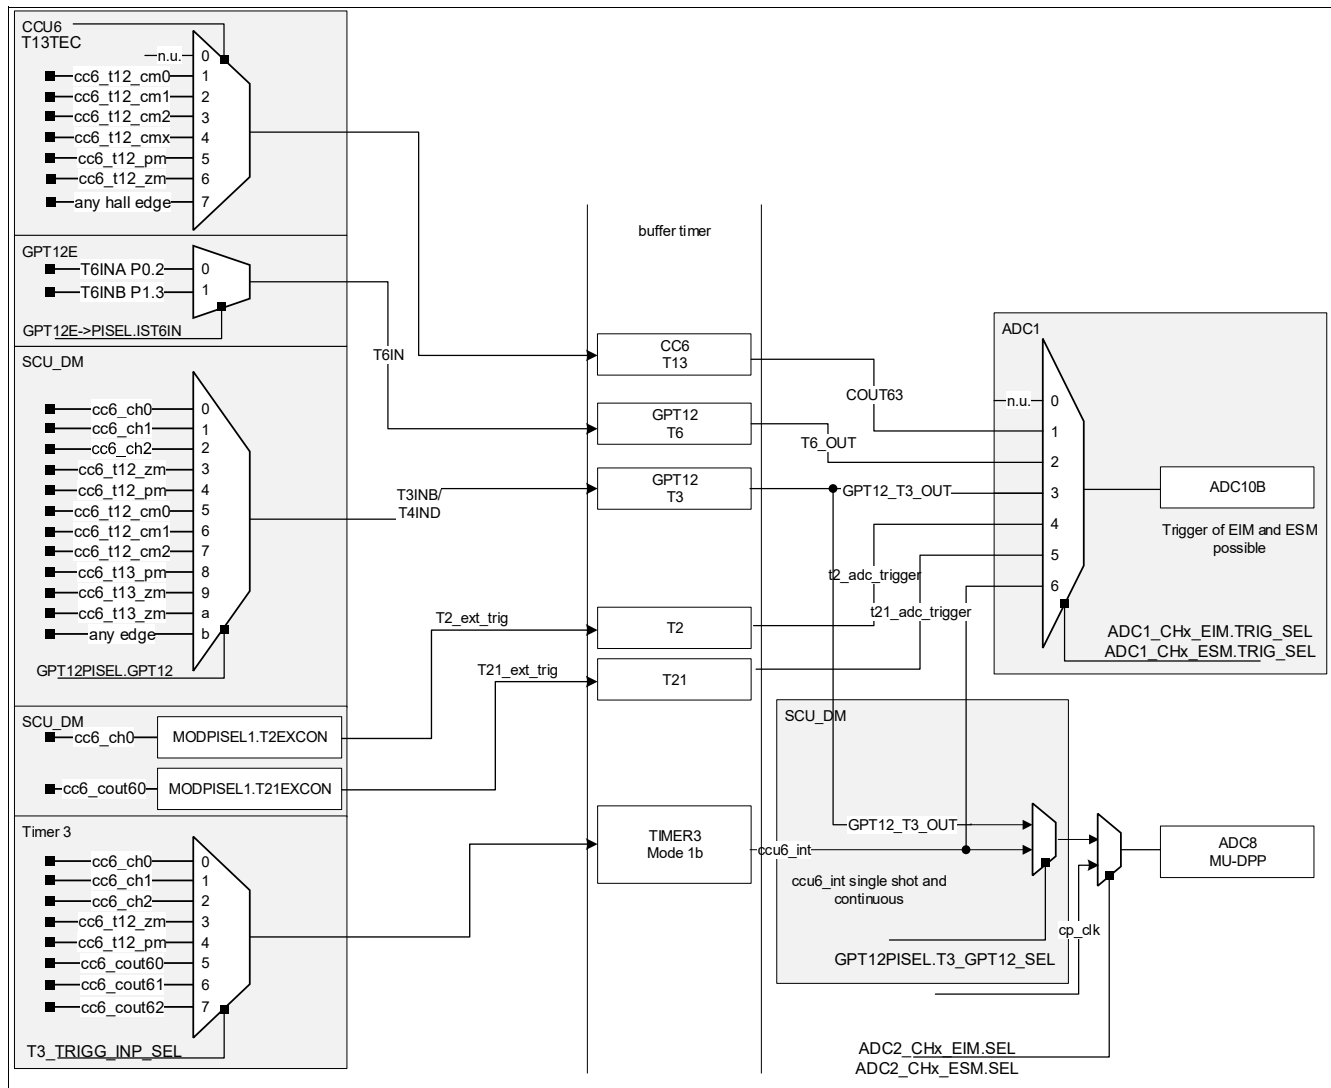 CCU6
T13TEC
n.u. 0
cc6_t12_cm0 1
cc6_t12_cm1 2
cc6_t12_cm2 3
cc6_t12_cmx 4
cc6_t12_pm 5
cc6_t12_zm 6
any hall edge 7
GPT12E
T6INA P0.2 0
T6INB P1.3 1
GPT12E->PISEL.IST6IN
SCU_DM
cc6_ch0 0
cc6_ch1 1
cc6_ch2 2
cc6_t12_zm 3
cc6_t12_pm 4
cc6_t12_cm0 5
cc6_t12_cm1 6
cc6_t12_cm2 7
cc6_t13_pm 8
cc6_t13_zm 9
cc6_t13_zm a
any edge b
GPT12PISEL.GPT12
SCU_DM
cc6_ch0 MODPISEL1.T2EXCON
cc6_cout60 MODPISEL1.T21EXCON
Timer 3
cc6_ch0 0
cc6_ch1 1
cc6_ch2 2
cc6_t12_zm 3
cc6_t12_pm 4
cc6_cout60 5
cc6_cout61 6
cc6_cout62 7
T3_TRIGG_INP_SEL
T6IN
T3INB/
T4IND
T2_ext_trig
T21_ext_trig
buffer timer
CC6
T13
GPT12
T6
GPT12
T3
T2
T21
TIMER3
Mode 1b
COUT63
T6_OUT
GPT12_T3_OUT
t2_adc_trigger
t21_adc_trigger
ADC1
n.u. 0
1
2
3
4
5
6
ADC10B
Trigger of EIM and ESM
possible
ADC1_CHx_EIM.TRIG_SEL
ADC1_CHx_ESM.TRIG_SEL
SCU_DM
GPT12_T3_OUT
ccu6_int
ccu6_int single shot and
continuous
GPT12PISEL.T3_GPT12_SEL
cp_clk
ADC8
MU-DPP
ADC2_CHx_EIM.SEL
ADC2_CHx_ESM.SEL